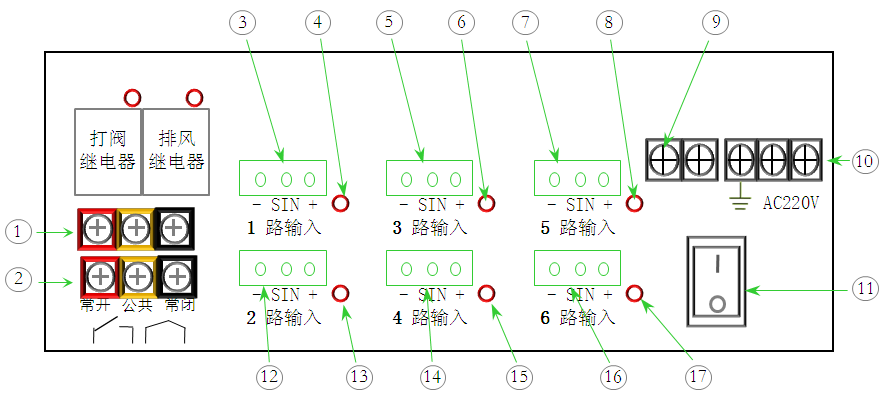 ③ ④ ⑤ ⑥ ⑦ ⑧ ⑨
打阀
继电器
排风
继电器
⑩
- SIN +
1 路输入
- SIN +
3 路输入
- SIN +
5 路输入
AC220V
①
②
常开 公共 常闭
- SIN +
2 路输入
- SIN +
4 路输入
- SIN +
6 路输入
⑪
⑫ ⑬ ⑭ ⑮ ⑯ ⑰